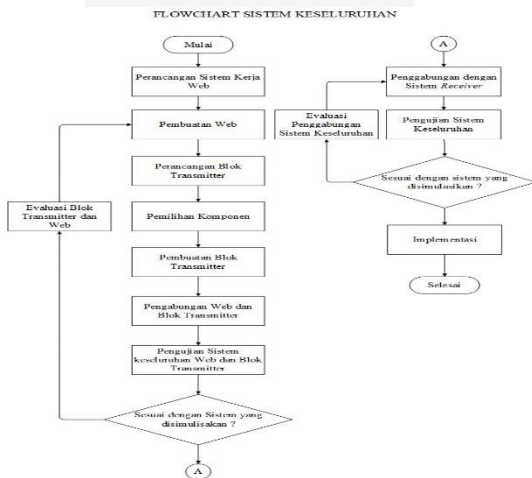 FLOWCHART SISTEM KESELURUHAN
Mulai
Perancangan Sistem Kerja
Web
Pembuatan Web
Perancangan Blok
Transmitter
Pemilihan Komponen
Pembuatan Blok
Transmitter
Pengabungan Web dan
Blok Transmitter
Pengujian Sistem
keseluruhan Web dan Blok
Transmitter
Sesuai dengan Sistem yang
disimulisakan ?
A
Evaluasi Blok
Transmitter dan
Web
A
Penggabungan dengan
Sistem Receiver
Pengujian Sistem
Keseluruhan
Evaluasi
Penggabungan
Sistem Keseluruhan
Sesuai dengan sistem yang
disimulasikan ?
Implementasi
Selesai